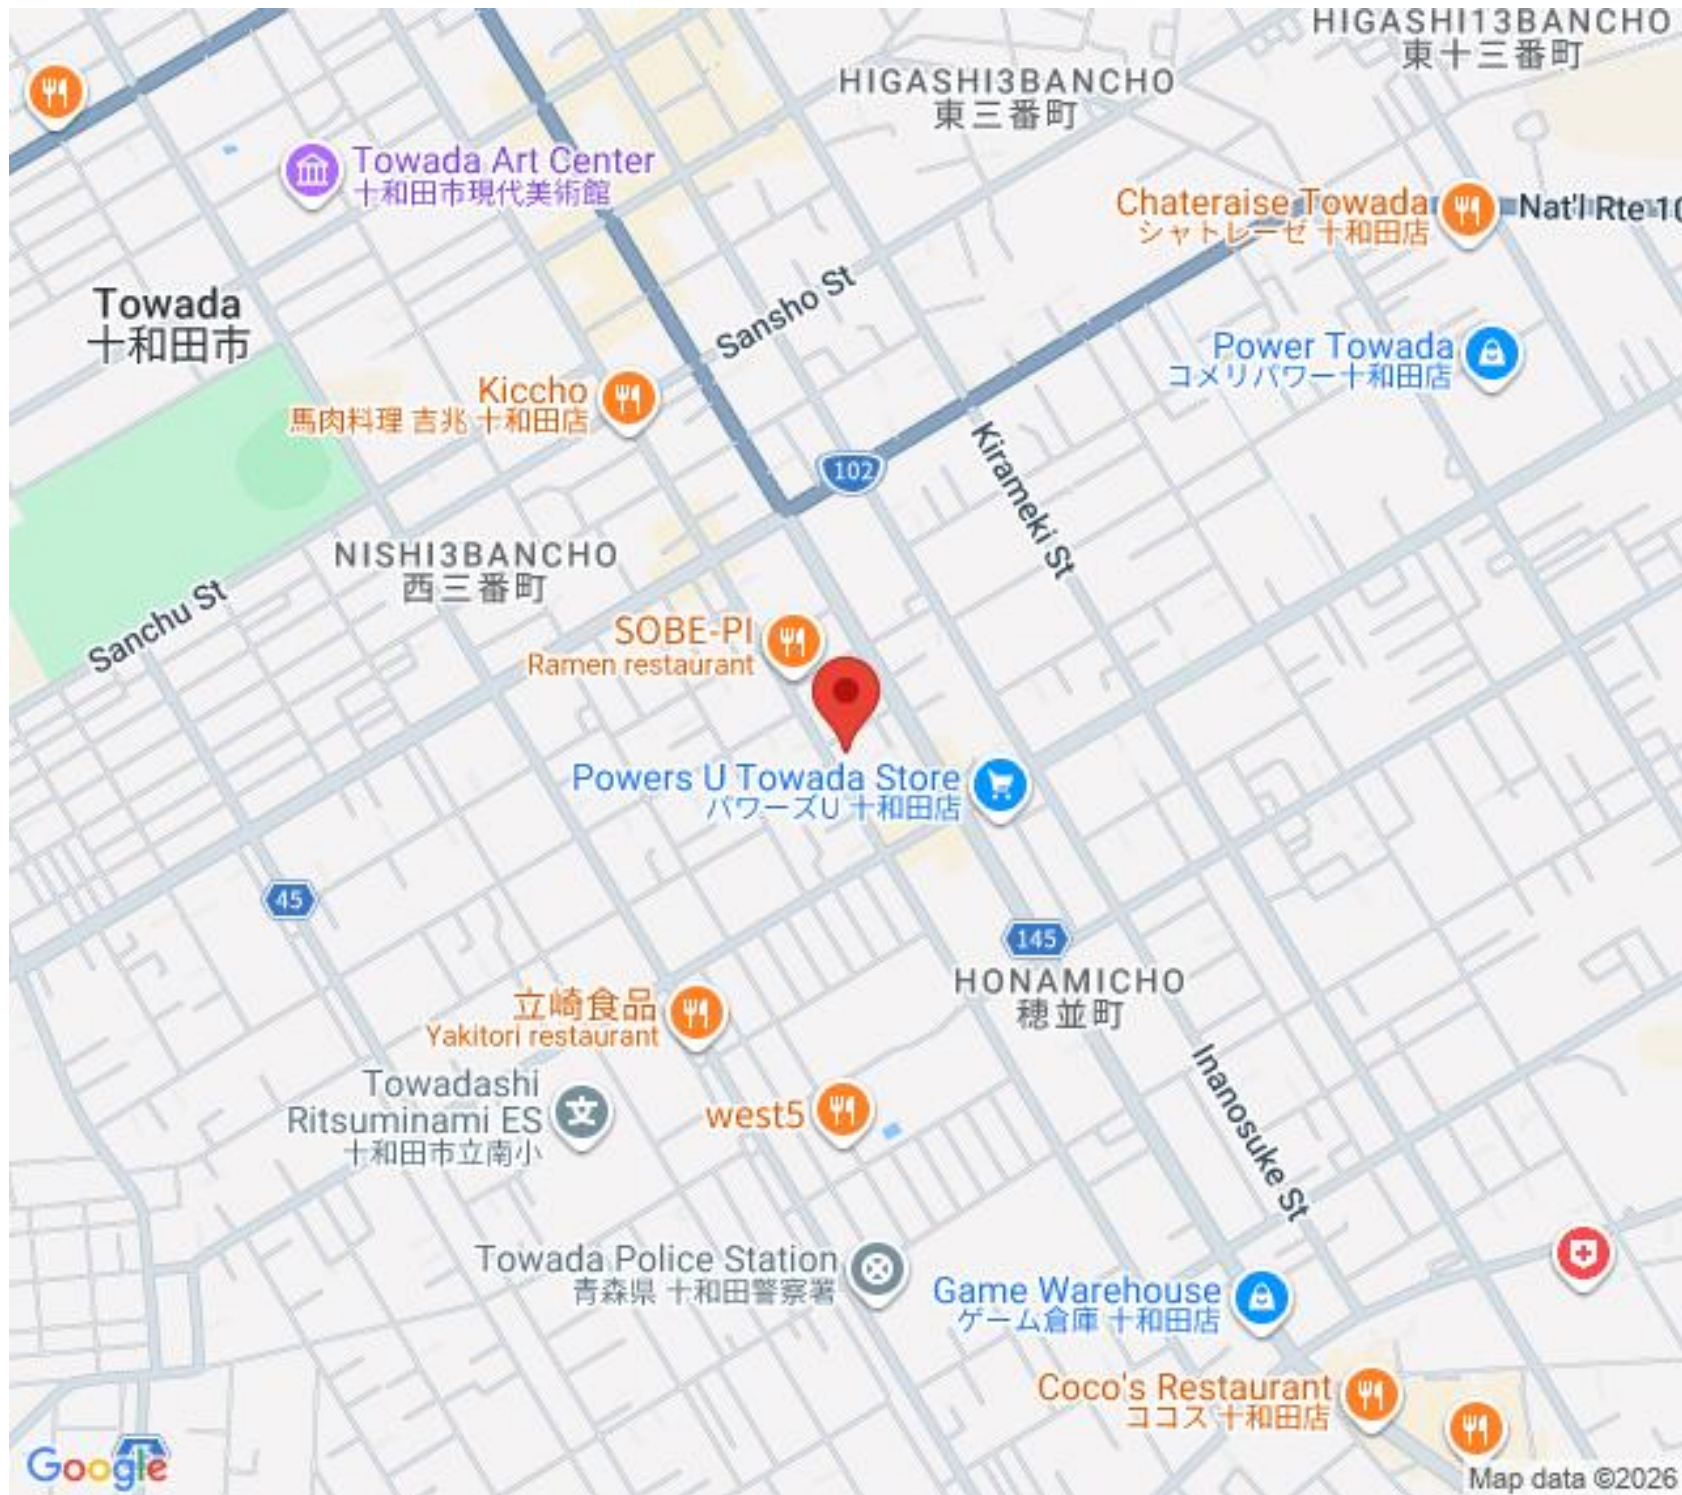 HIGASHI13BANCHO
東十三番町
HIGASHI3BANCHO
東三番町
Towada Art Center
十和田市現代美術館
Chateraise Towada
シャトレーゼ 十和田店
Nat'l Rte 10
Towada
十和田市
Sansho St
Power Towada
コメリパワー十和田店
Kiccho
馬肉料理 吉兆 十和田店
102
Kirameki St
NISHI3BANCHO
西三番町
Sanchu St
SOBE-PI
Ramen restaurant
Powers U Towada Store
パワーズU 十和田店
45
145
HONAMICHO
穂並町
立崎食品
Yakitori restaurant
Towadashi
Ritsuminami ES
十和田市立南小
文
west5
Inanosuke St
Towada Police Station
青森県 十和田警察署
Game Warehouse
ゲーム倉庫 十和田店
Coco's Restaurant
ココス 十和田店
Google
Map data ©2026